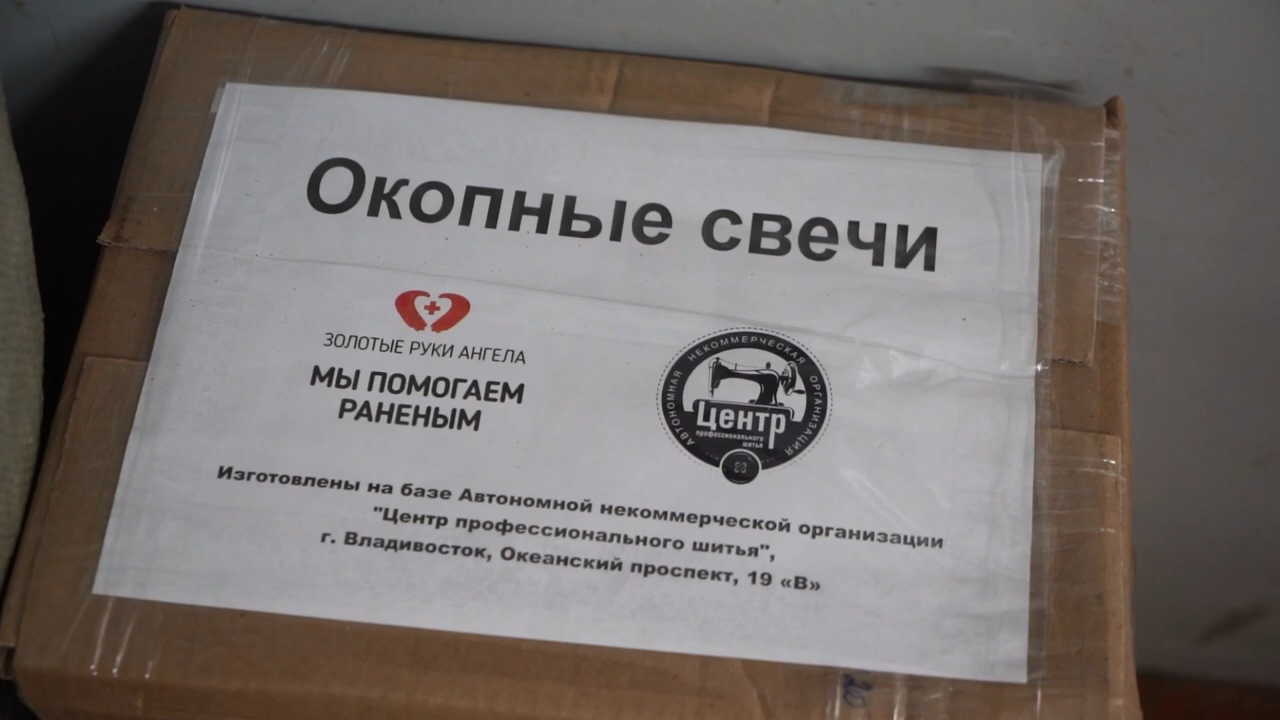 Окопные свечи
ЗОЛОТЫЕ РУКИ АНГЕЛА
МЫ ПОМОГАЕМ
РАНЕНЫМ
АВТОНОМНАЯ НЕКОММЕРЧЕСКАЯ ОРГАНИЗАЦИЯ
Центр
профессионального
шитья
Изготовлены на базе Автономной некоммерческой организации
"Центр профессионального шитья",
г. Владивосток, Океанский проспект, 19 «В»